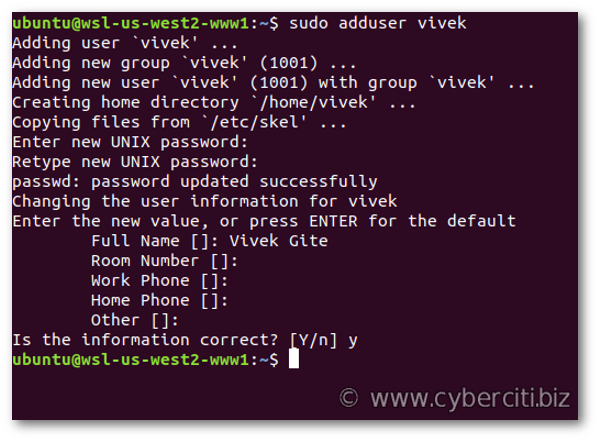 ubuntu@wsl-us-west2-www1:~$ sudo adduser vivek
Adding user `vivek' ...
Adding new group `vivek' (1001) ...
Adding new user `vivek' (1001) with group `vivek' ...
Creating home directory `/home/vivek' ...
Copying files from `/etc/skel' ...
Enter new UNIX password:
Retype new UNIX password:
passwd: password updated successfully
Changing the user information for vivek
Enter the new value, or press ENTER for the default
        Full Name []: Vivek Gite
        Room Number []:
        Work Phone []:
        Home Phone []:
        Other []:
Is the information correct? [Y/n] y
ubuntu@wsl-us-west2-www1:~$
© www.cyberciti.biz